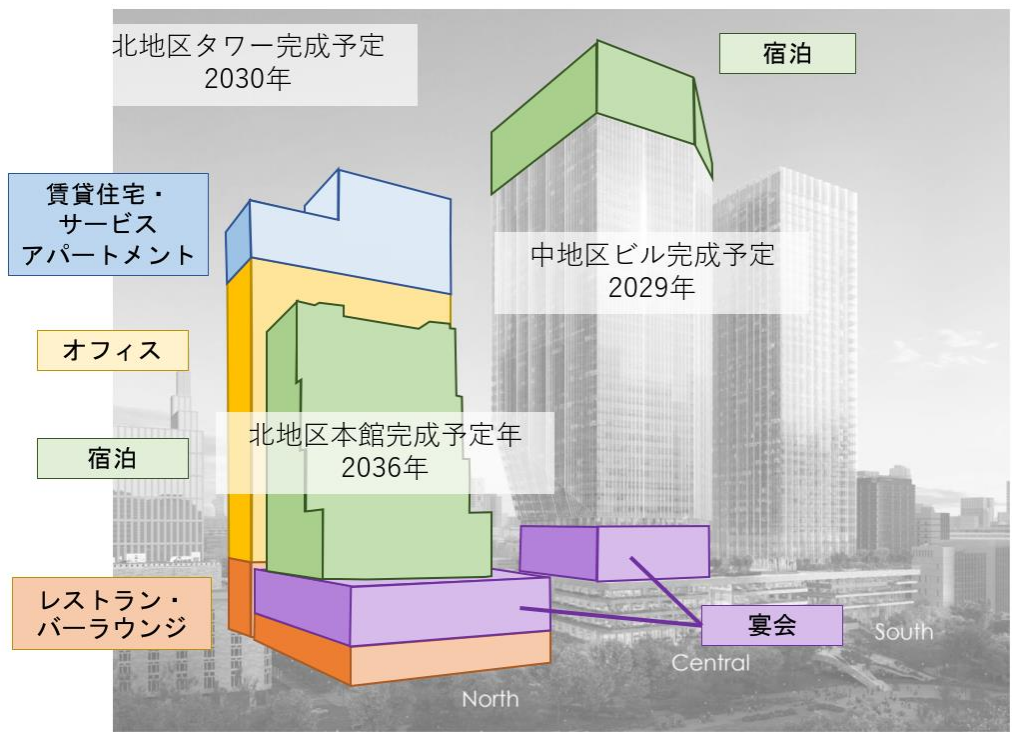 北地区タワー完成予定
2030年
宿泊
賃貸住宅・
サービス
アパートメント
中地区ビル完成予定
2029年
オフィス
北地区本館完成予定年
2036年
宿泊
レストラン・
バーラウンジ
宴会
South
Central
North